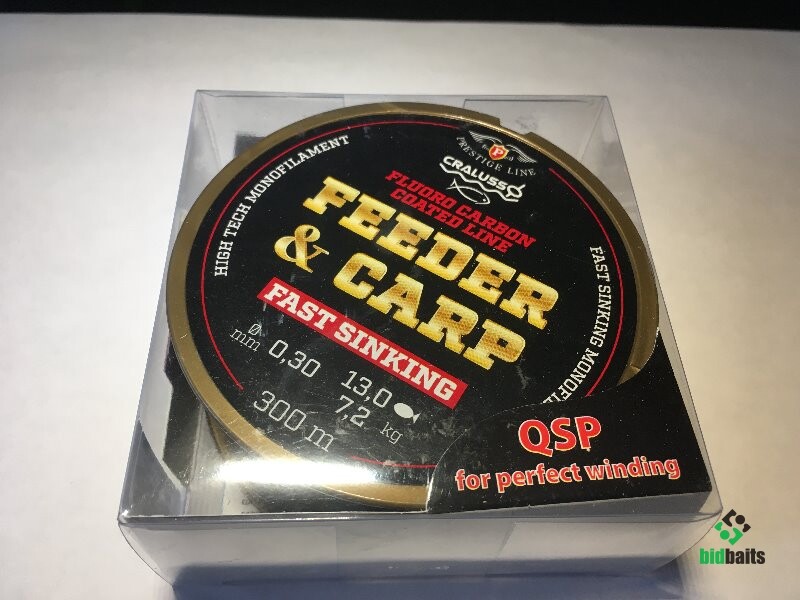 P
PRESTIGE LINE
CRALUSSO
HIGH TECH MONOFILAMENT
FLUORO CARBON
COATED LINE
FEEDER
& CARP
FAST SINKING
FAST SINKING MONOFI
Ø
mm 0,30
13,0
7,2 kg
300 m
QSP
for perfect winding
bidbaits